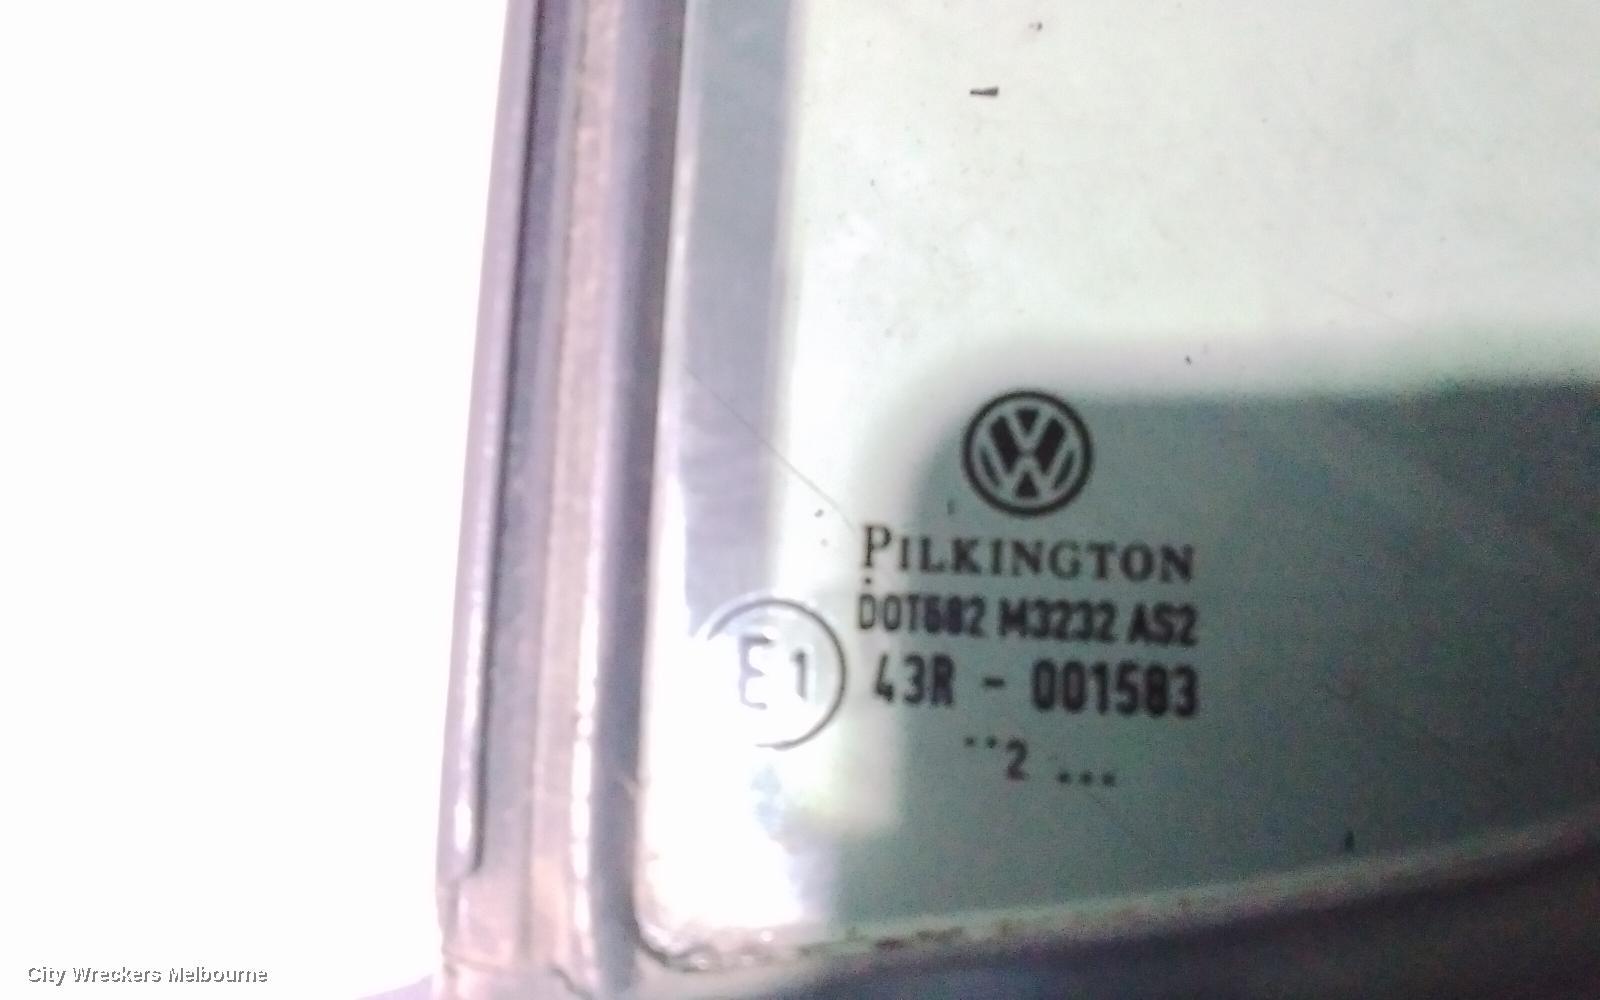 PILKINGTON
DOT682 M3232 AS2
E1 43R - 001583
··2 ...
City Wreckers Melbourne